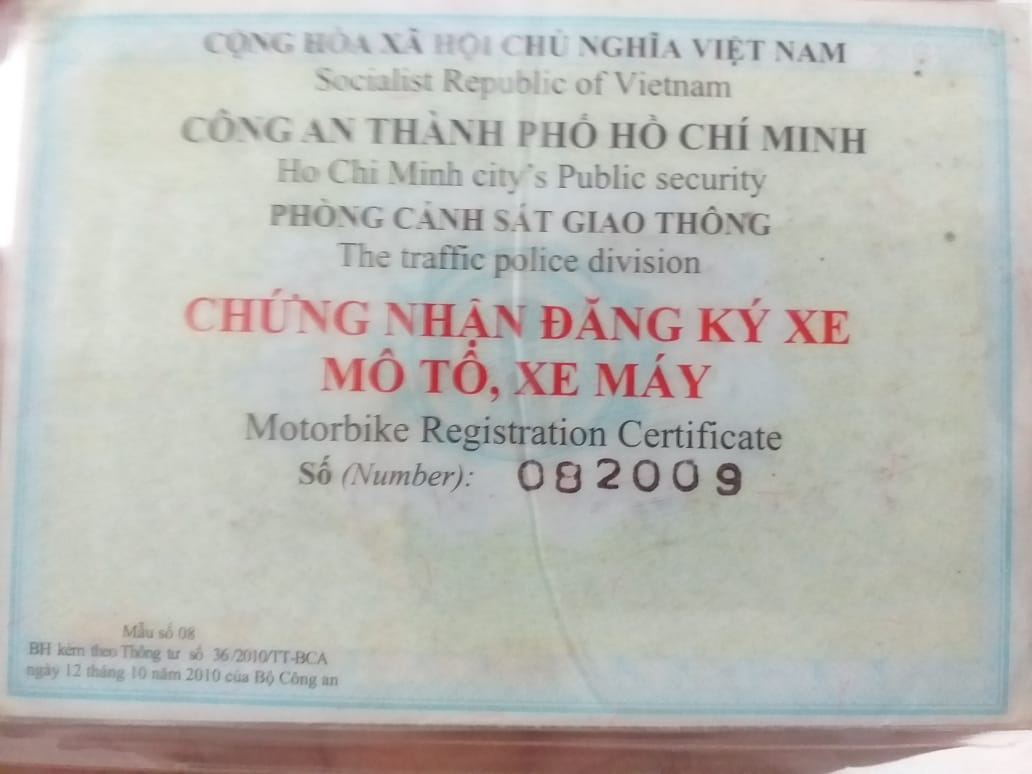 CỘNG HÒA XÃ HỘI CHỦ NGHĨA VIỆT NAM
Socialist Republic of Vietnam
CÔNG AN THÀNH PHỐ HỒ CHÍ MINH
Ho Chi Minh city's Public security
PHÒNG CẢNH SÁT GIAO THÔNG
The traffic police division
CHỨNG NHẬN ĐĂNG KÝ XE
MÔ TÔ, XE MÁY
Motorbike Registration Certificate
Số (Number): 082009
Mẫu số 08
BH kèm theo Thông tư số 36/2010/TT-BCA
ngày 12 tháng 10 năm 2010 của Bộ Công an